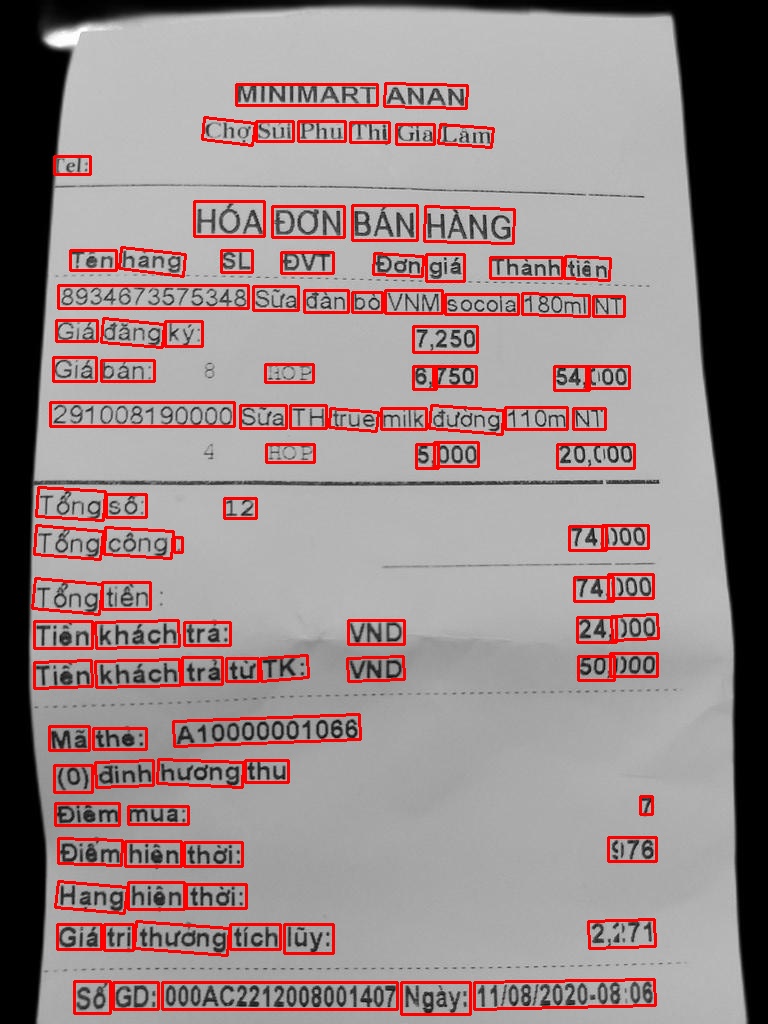 MINIMART ANAN
Chợ Sủi Phu Thi Gia Lâm
Tel:
HÓA ĐƠN BÁN HÀNG
Tên hàng SL ĐVT Đơn giá Thành tiền
8934673575348 Sữa đàn bò VNM socola 180ml NT
Giá đăng ký: 7,250
Giá bán: 8 HOP 6,750 54,000
291008190000 Sữa TH true milk đường 110m NT
4 HOP 5,000 20,000
Tổng số: 12
Tổng cộng : 74,000
Tổng tiền : 74,000
Tiền khách trả: VND 24,000
Tiền khách trả từ TK: VND 50,000
Mã thẻ: A10000001066
(0) đinh hương thu
Điểm mua: 7
Điểm hiện thời: 976
Hạng hiện thời:
Giá trị thưởng tích lũy: 2,271
Số GD: 000AC2212008001407 Ngày: 11/08/2020-08:06